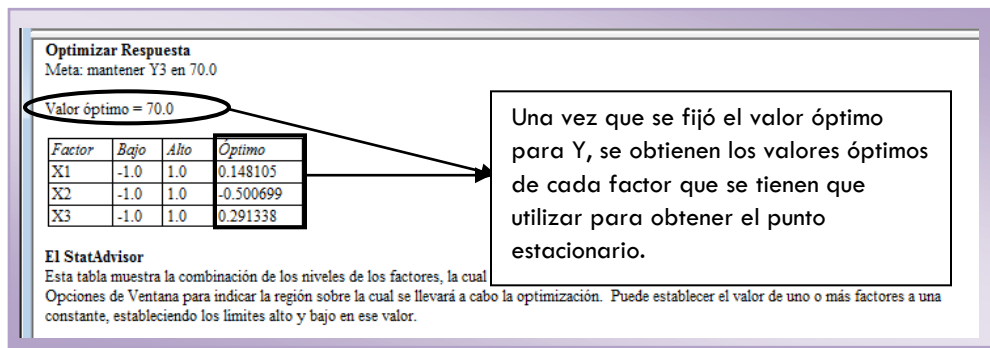 Optimizar Respuesta
Meta: mantener Y3 en 70.0
Valor óptimo = 70.0
Factor Bajo Alto Óptimo
X1 -1.0 1.0 0.148105
X2 -1.0 1.0 -0.500699
X3 -1.0 1.0 0.291338
Una vez que se fijó el valor óptimo
para Y, se obtienen los valores óptimos
de cada factor que se tienen que
utilizar para obtener el punto
estacionario.
El StatAdvisor
Esta tabla muestra la combinación de los niveles de los factores, la cual
Opciones de Ventana para indicar la región sobre la cual se llevará a cabo la optimización. Puede establecer el valor de uno o más factores a una
constante, estableciendo los límites alto y bajo en ese valor.